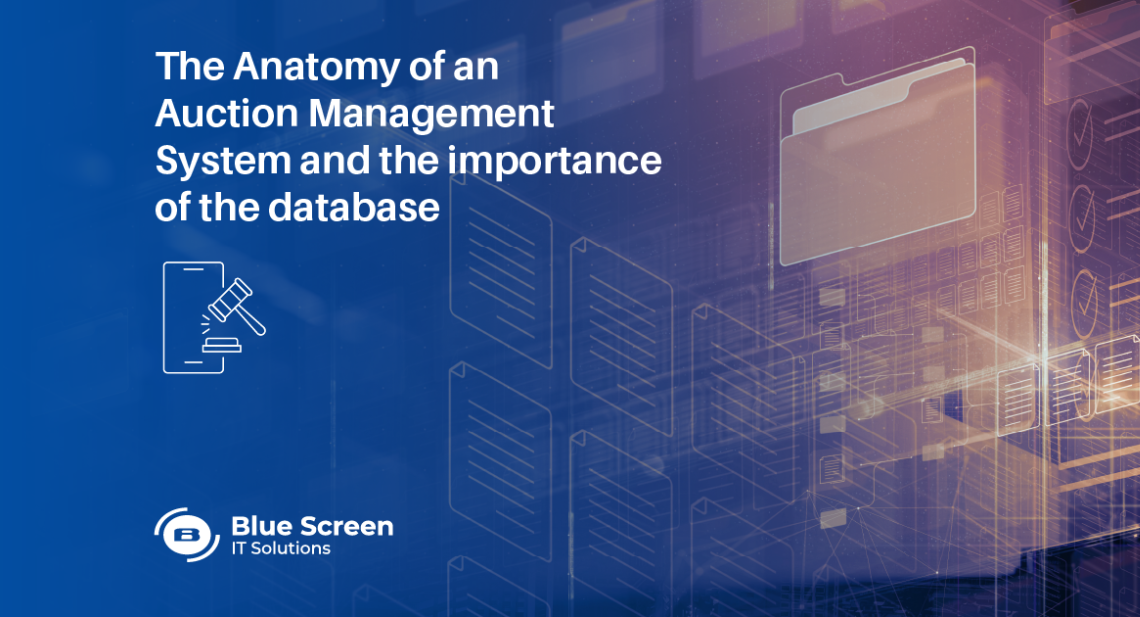 The Anatomy of an
Auction Management
System and the importance
of the database
B
Blue Screen
IT Solutions